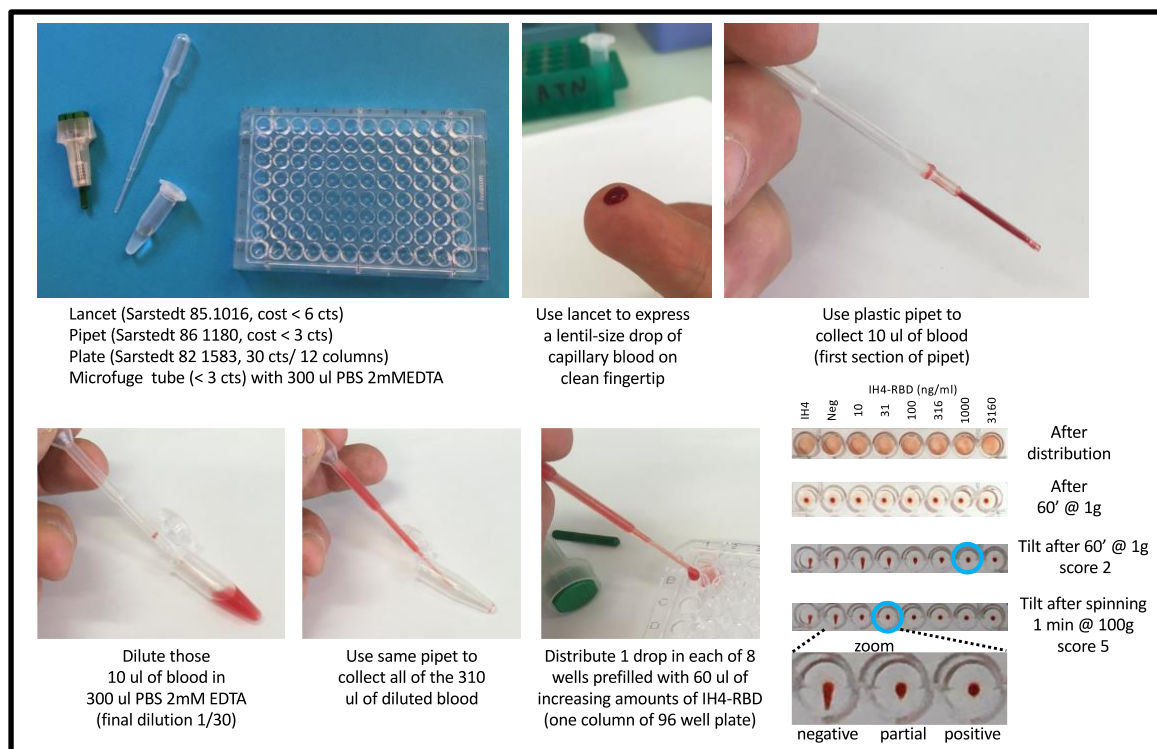 AJN
Lancet (Sarstedt 85.1016, cost < 6 cts)
Pipet (Sarstedt 86 1180, cost < 3 cts)
Plate (Sarstedt 82 1583, 30 cts/ 12 columns)
Microfuge tube (< 3 cts) with 300 ul PBS 2mMEDTA
Use lancet to express
a lentil-size drop of
capillary blood on
clean fingertip
Use plastic pipet to
collect 10 ul of blood
(first section of pipet)
Dilute those
10 ul of blood in
300 ul PBS 2mM EDTA
(final dilution 1/30)
Use same pipet to
collect all of the 310
ul of diluted blood
Distribute 1 drop in each of 8
wells prefilled with 60 ul of
increasing amounts of IH4-RBD
(one column of 96 well plate)
IH4-RBD (ng/ml)
IH4 Neg 10 31 100 316 1000 3160
After
distribution
After
60’ @ 1g
Tilt after 60’ @ 1g
score 2
Tilt after spinning
1 min @ 100g
score 5
zoom
negative partial positive